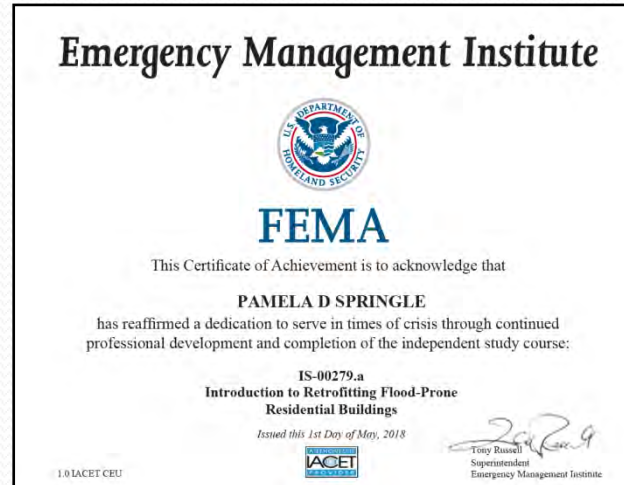 Emergency Management Institute
U.S. DEPARTMENT OF
HOMELAND SECURITY
FEMA
This Certificate of Achievement is to acknowledge that
PAMELA D SPRINGLE
has reaffirmed a dedication to serve in times of crisis through continued
professional development and completion of the independent study course:
IS-00279.a
Introduction to Retrofitting Flood-Prone
Residential Buildings
Issued this 1st Day of May, 2018
IACET
PROVIDER
Tony Russell
Superintendent
Emergency Management Institute
1.0 IACET CEU